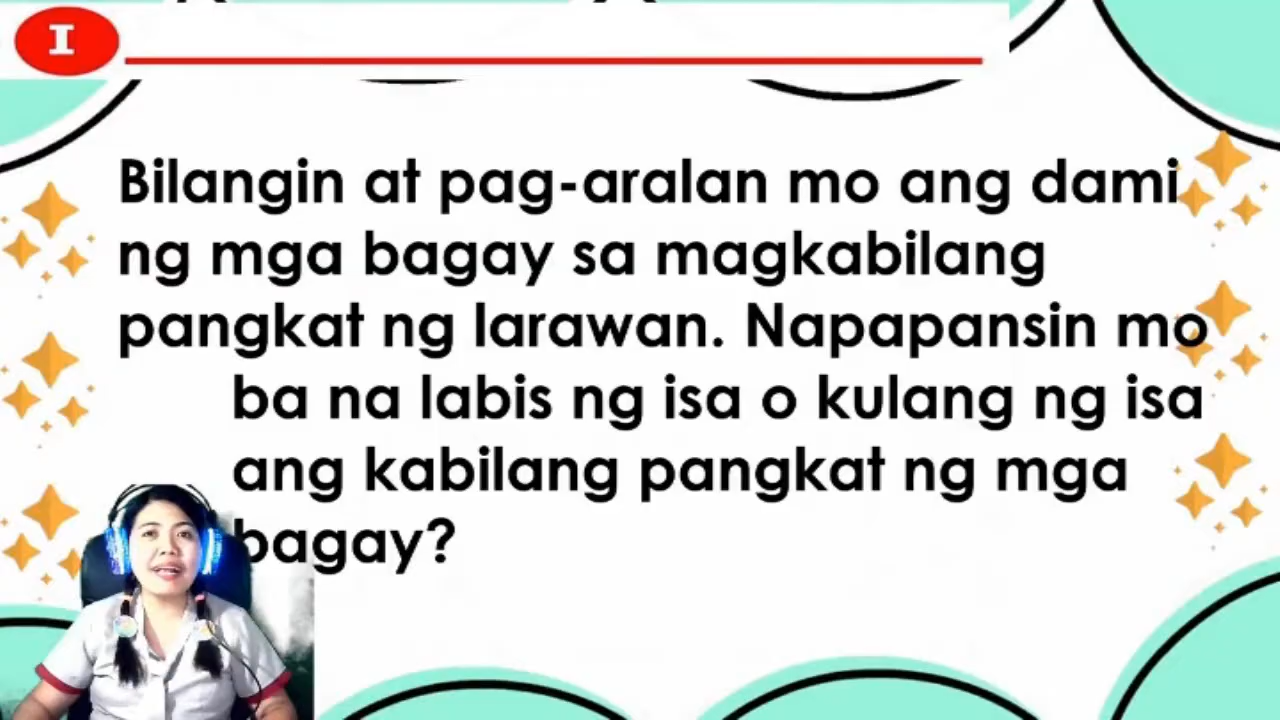 I
Bilangin at pag-aralan mo ang dami
ng mga bagay sa magkabilang
pangkat ng larawan. Napapansin mo
ba na labis ng isa o kulang ng isa
ang kabilang pangkat ng mga
bagay?